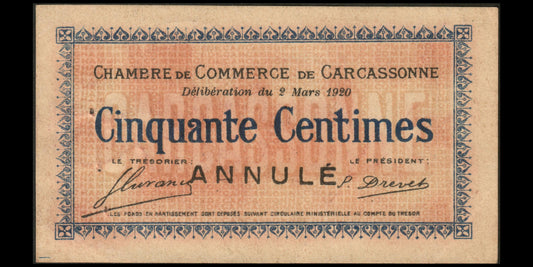 CHAMBRE DE COMMERCE DE CARCASSONNE
Délibération du 2 Mars 1920
Cinquante Centimes
LE TRÉSORIER: LE PRÉSIDENT:
ANNULÉ P. Drevet
LES FONDS EN NANTISSEMENT SONT DÉPOSÉS SUIVANT CIRCULAIRE MINISTÉRIELLE AU COMPTE DU TRÉSOR